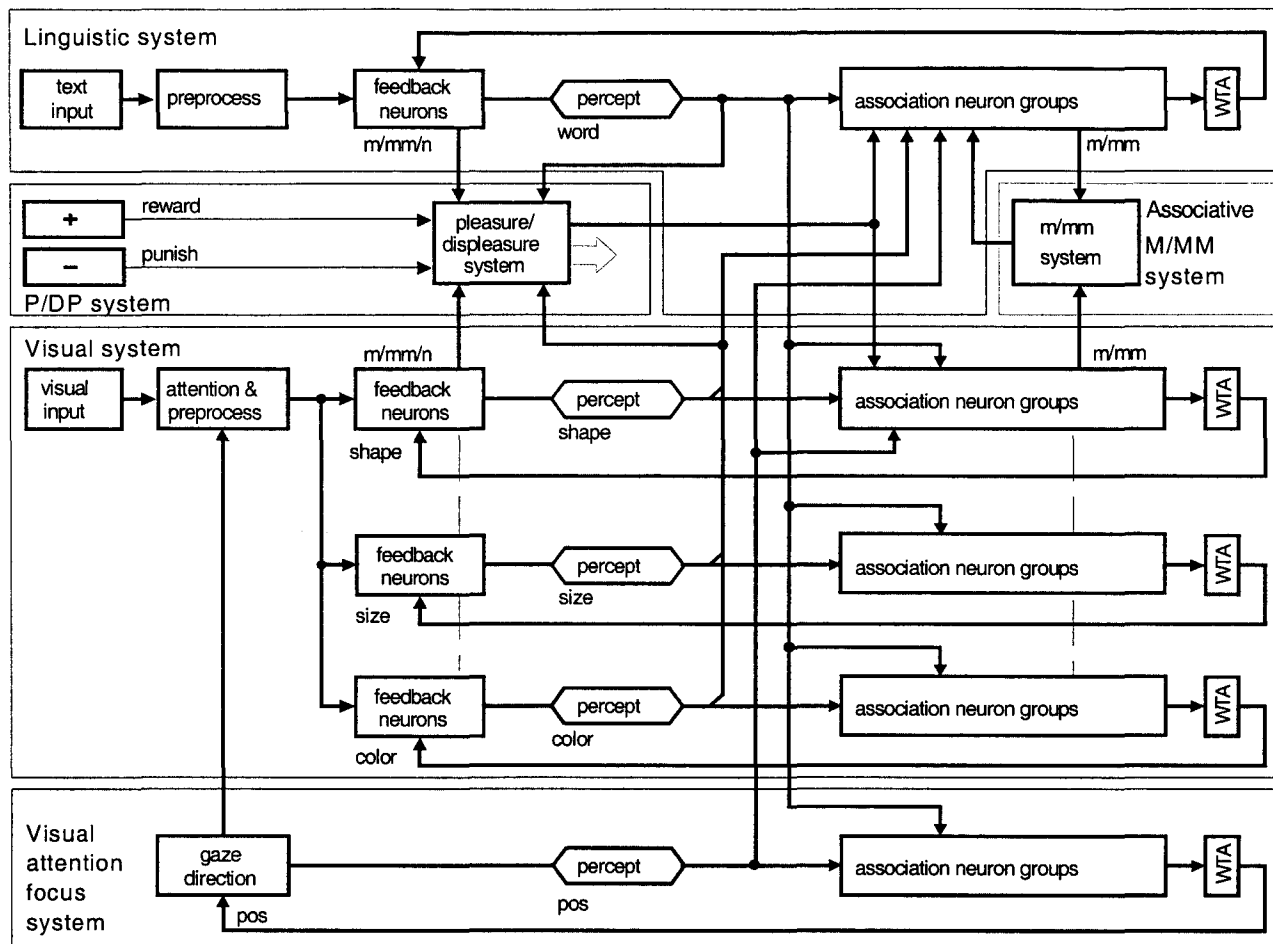 Linguistic system
text
input
preprocess
feedback
neurons
percept
word
association neuron groups
WTA
m/mm/n
m/mm
+
reward
−
punish
P/DP system
pleasure/
displeasure
system
m/mm
system
Associative
M/MM
system
Visual system
visual
input
attention &
preprocess
m/mm/n
feedback
neurons
shape
percept
shape
m/mm
association neuron groups
WTA
feedback
neurons
size
percept
size
association neuron groups
WTA
feedback
neurons
color
percept
color
association neuron groups
WTA
Visual
attention
focus
system
gaze
direction
pos
percept
pos
association neuron groups
WTA